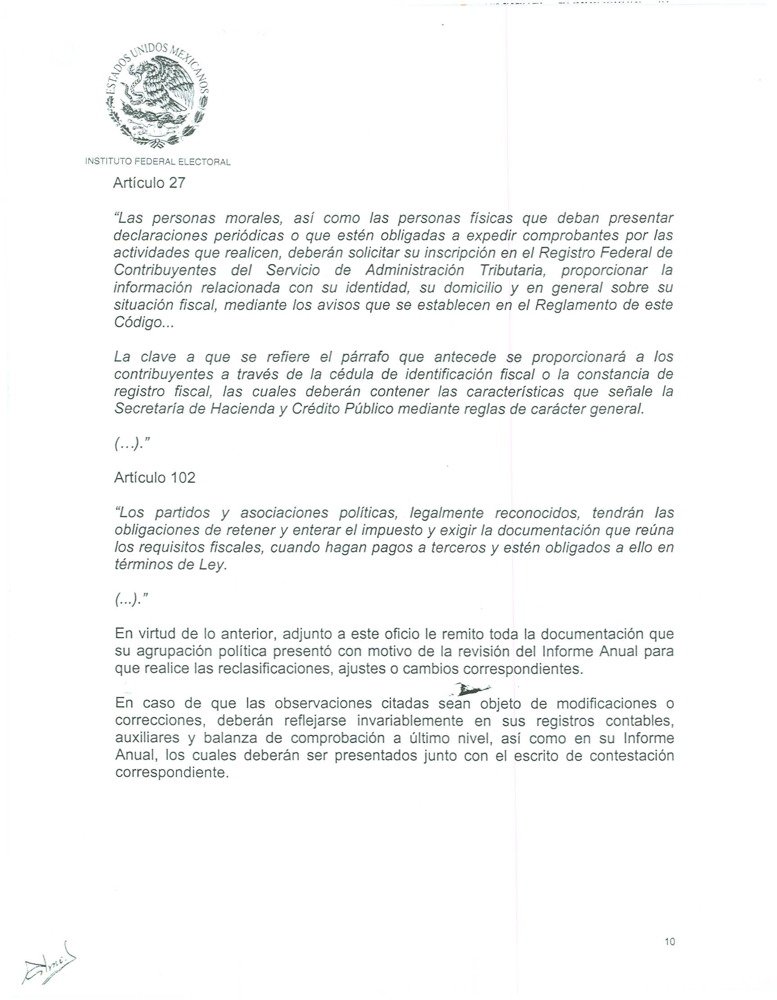 ESTADOS UNIDOS MEXICANOS
INSTITUTO FEDERAL ELECTORAL
Artículo 27
“Las personas morales, así como las personas físicas que deban presentar
declaraciones periódicas o que estén obligadas a expedir comprobantes por las
actividades que realicen, deberán solicitar su inscripción en el Registro Federal de
Contribuyentes del Servicio de Administración Tributaria, proporcionar la
información relacionada con su identidad, su domicilio y en general sobre su
situación fiscal, mediante los avisos que se establecen en el Reglamento de este
Código...
La clave a que se refiere el párrafo que antecede se proporcionará a los
contribuyentes a través de la cédula de identificación fiscal o la constancia de
registro fiscal, las cuales deberán contener las características que señale la
Secretaría de Hacienda y Crédito Público mediante reglas de carácter general.
(...).”
Artículo 102
“Los partidos y asociaciones políticas, legalmente reconocidos, tendrán las
obligaciones de retener y enterar el impuesto y exigir la documentación que reúna
los requisitos fiscales, cuando hagan pagos a terceros y estén obligados a ello en
términos de Ley.
(...).”
En virtud de lo anterior, adjunto a este oficio le remito toda la documentación que
su agrupación política presentó con motivo de la revisión del Informe Anual para
que realice las reclasificaciones, ajustes o cambios correspondientes.
En caso de que las observaciones citadas sean objeto de modificaciones o
correcciones, deberán reflejarse invariablemente en sus registros contables,
auxiliares y balanza de comprobación a último nivel, así como en su Informe
Anual, los cuales deberán ser presentados junto con el escrito de contestación
correspondiente.
10